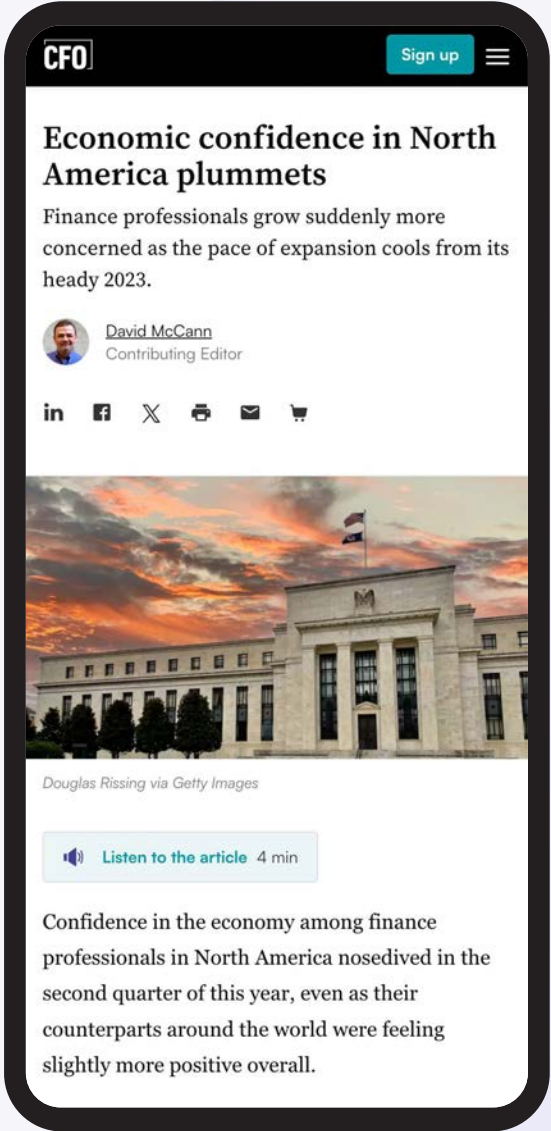 CFO
Sign up
Economic confidence in North
America plummets
Finance professionals grow suddenly more
concerned as the pace of expansion cools from its
heady 2023.
David McCann
Contributing Editor
in
f
X
Douglas Rissing via Getty Images
Listen to the article 4 min
Confidence in the economy among finance
professionals in North America nosedived in the
second quarter of this year, even as their
counterparts around the world were feeling
slightly more positive overall.